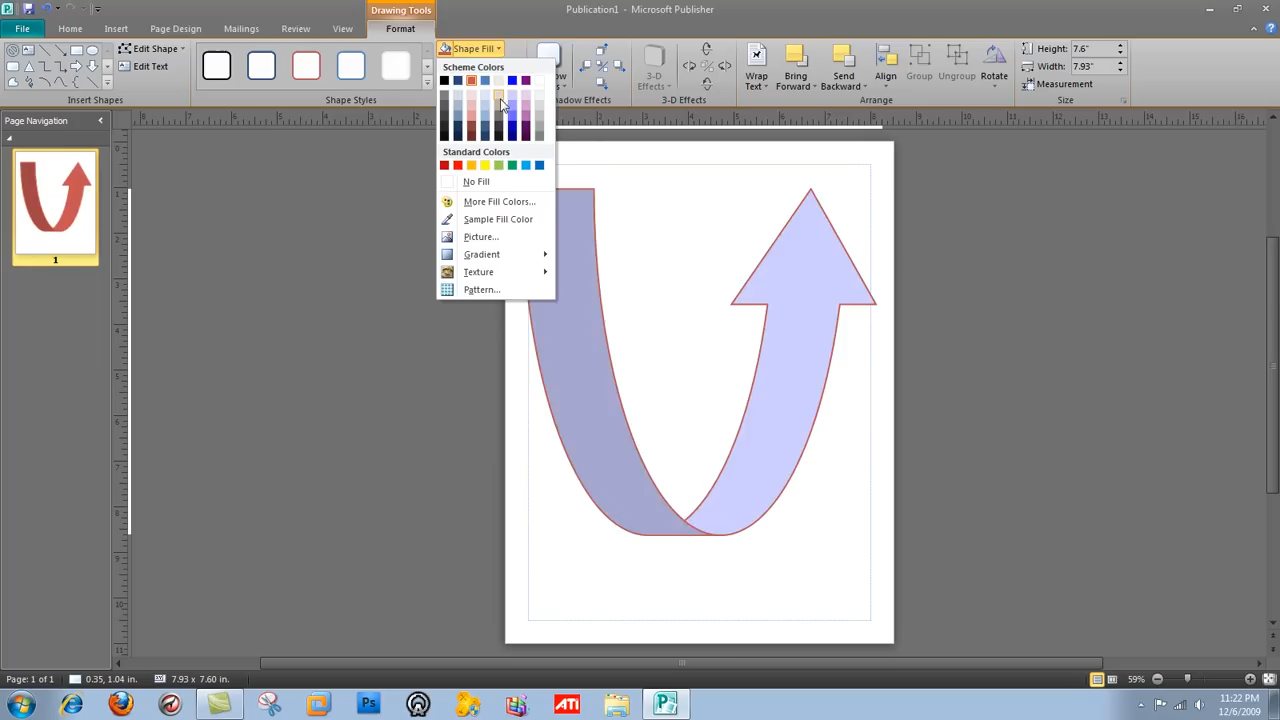 Drawing Tools
Publication1 - Microsoft Publisher
File Home Insert Page Design Mailings Review View Format
Edit Shape
Edit Text
Insert Shapes
Shape Styles
Shape Fill
3-D Effects
Wrap Text
Bring Forward
Send Backward
Align
Group
Ungroup
Rotate
Arrange
Height: 7.6"
Width: 7.93"
Measurement
Size
Scheme Colors
Standard Colors
No Fill
More Fill Colors...
Sample Fill Color
Picture...
Gradient
Texture
Pattern...
Page Navigation
1
Page: 1 of 1
0.35, 1.04 in.
7.93 x 7.60 in.
59%
Ps
ATI
11:22 PM
12/6/2009